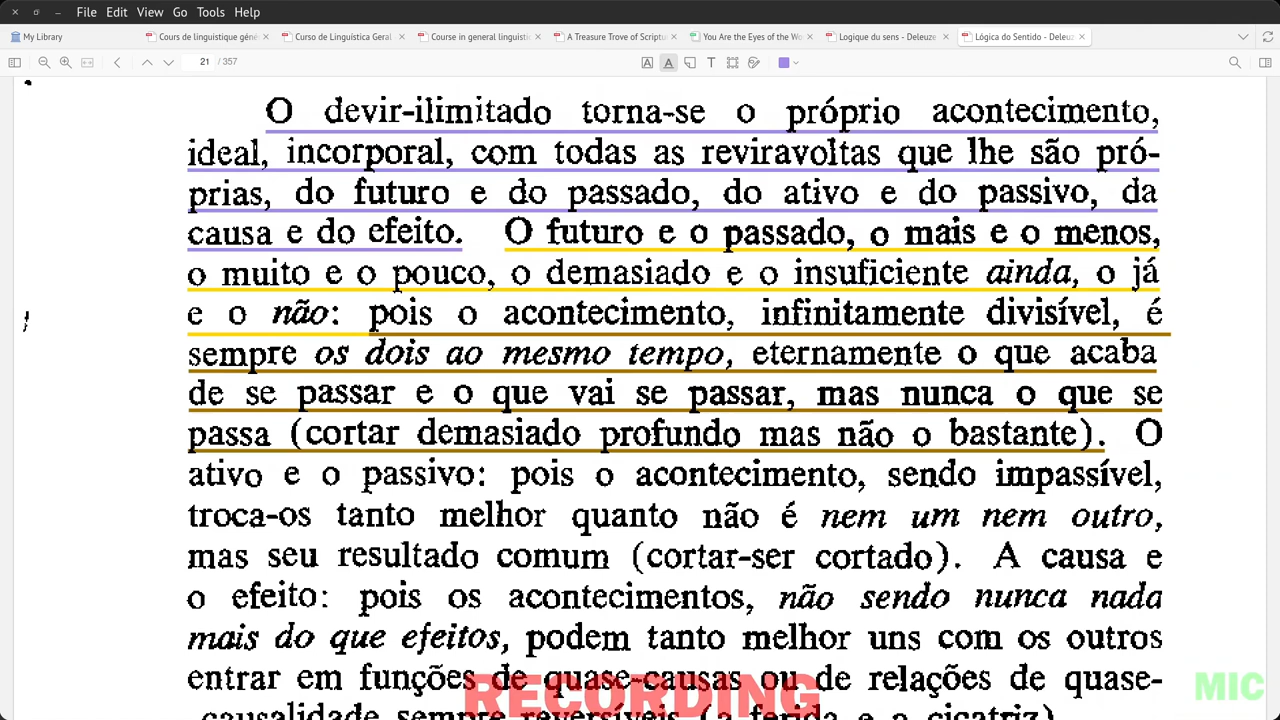 File Edit View Go Tools Help
My Library
Cours de linguistique géné
Curso de Linguística Geral
Course in general linguisti
A Treasure Trove of Scriptu
You Are the Eyes of the Wo
Logique du sens - Deleuze
Lógica do Sentido - Deleuz
21 / 357
O devir-ilimitado torna-se o próprio acontecimento,
ideal, incorporal, com todas as reviravoltas que lhe são pró-
prias, do futuro e do passado, do ativo e do passivo, da
causa e do efeito. O futuro e o passado, o mais e o menos,
o muito e o pouco, o demasiado e o insuficiente ainda, o já
e o não: pois o acontecimento, infinitamente divisível, é
sempre os dois ao mesmo tempo, eternamente o que acaba
de se passar e o que vai se passar, mas nunca o que se
passa (cortar demasiado profundo mas não o bastante). O
ativo e o passivo: pois o acontecimento, sendo impassível,
troca-os tanto melhor quanto não é nem um nem outro,
mas seu resultado comum (cortar-ser cortado). A causa e
o efeito: pois os acontecimentos, não sendo nunca nada
mais do que efeitos, podem tanto melhor uns com os outros
entrar em funções de quase-causas ou de relações de quase-
causalidade sempre reversíveis (a ferida e a cicatriz).
RECORDING
MIC